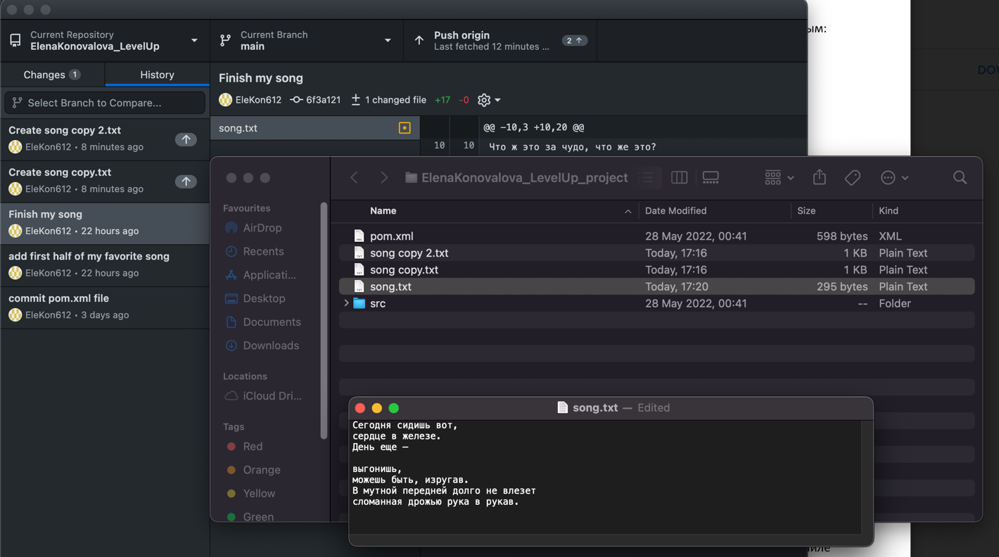 Current Repository
ElenaKonovalova_LevelUp
Current Branch
main
Push origin
Last fetched 12 minutes ...
2
Changes 1
History
Select Branch to Compare...
Create song copy 2.txt
EleKon612 • 8 minutes ago
Create song copy.txt
EleKon612 • 8 minutes ago
Finish my song
EleKon612 • 22 hours ago
add first half of my favorite song
EleKon612 • 22 hours ago
commit pom.xml file
EleKon612 • 3 days ago
Finish my song
EleKon612 6f3a121 1 changed file +17 -0
song.txt
@@ -10,3 +10,20 @@
10 10 Что ж это за чудо, что же это?
ым:
DOW
ElenaKonovalova_LevelUp_project
Favourites
AirDrop
Recents
Applicati...
Desktop
Documents
Downloads
Locations
iCloud Dri...
Tags
Red
Orange
Yellow
Green
Name Date Modified Size Kind
pom.xml 28 May 2022, 00:41 598 bytes XML
song copy 2.txt Today, 17:16 1 KB Plain Text
song copy.txt Today, 17:16 1 KB Plain Text
song.txt Today, 17:20 295 bytes Plain Text
src 28 May 2022, 00:41 -- Folder
song.txt — Edited
Сегодня сидишь вот,
сердце в железе.
День еще —
выгонишь,
можешь быть, изругав.
В мутной передней долго не влезет
сломанная дрожью рука в рукав.